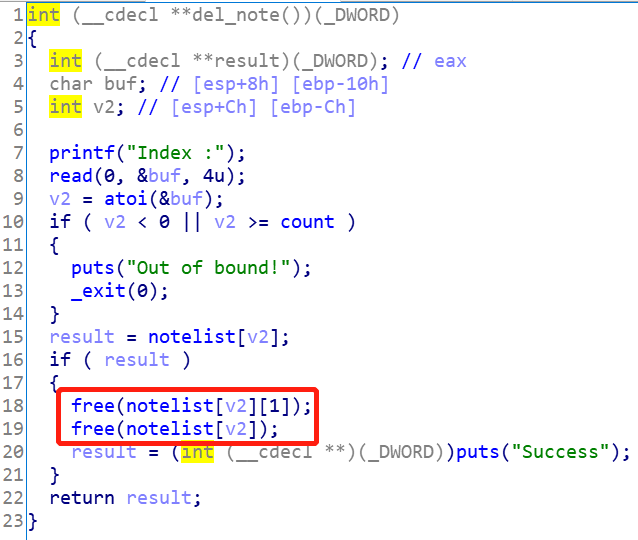 1 int (__cdecl **del_note())(_DWORD)
2 {
3   int (__cdecl **result)(_DWORD); // eax
4   char buf; // [esp+8h] [ebp-10h]
5   int v2; // [esp+Ch] [ebp-Ch]
6
7   printf("Index :");
8   read(0, &buf, 4u);
9   v2 = atoi(&buf);
10   if ( v2 < 0 || v2 >= count )
11   {
12     puts("Out of bound!");
13     _exit(0);
14   }
15   result = notelist[v2];
16   if ( result )
17   {
18     free(notelist[v2][1]);
19     free(notelist[v2]);
20     result = (int (__cdecl **)(_DWORD))puts("Success");
21   }
22   return result;
23 }